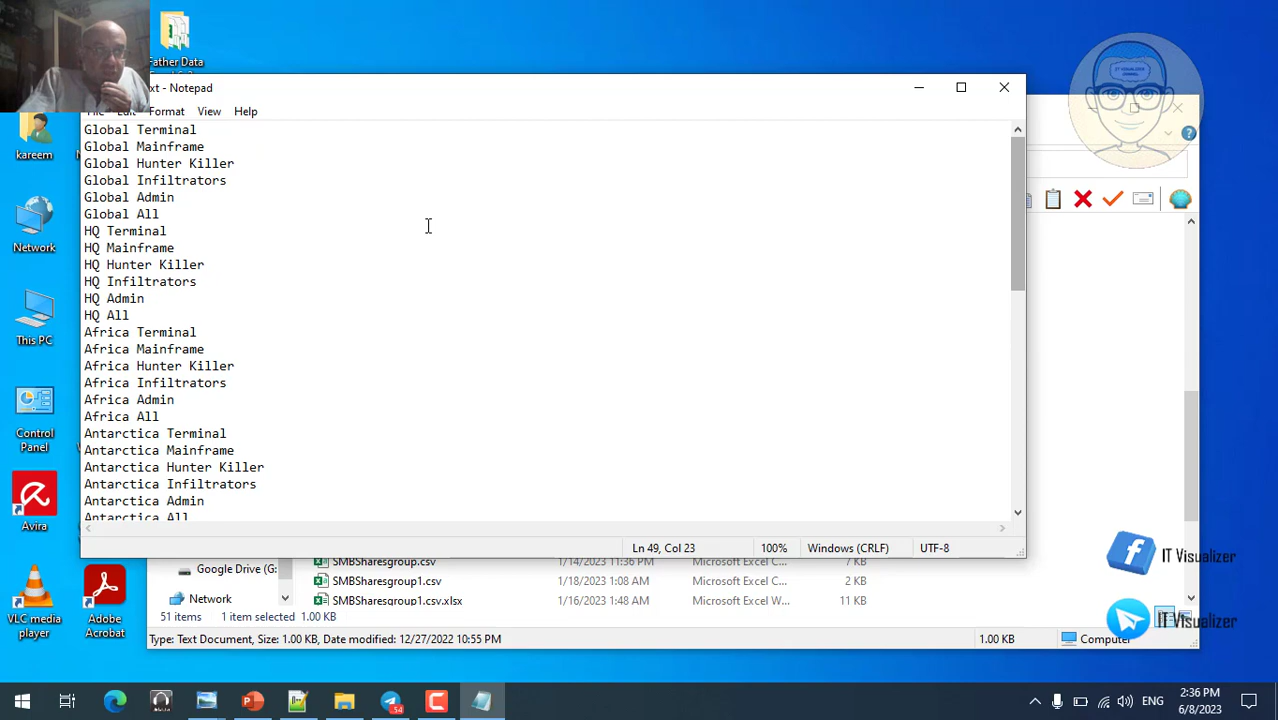 Father Data
xt - Notepad
Edit Format View Help
Global Terminal
Global Mainframe
Global Hunter Killer
Global Infiltrators
Global Admin
Global All
HQ Terminal
HQ Mainframe
HQ Hunter Killer
HQ Infiltrators
HQ Admin
HQ All
Africa Terminal
Africa Mainframe
Africa Hunter Killer
Africa Infiltrators
Africa Admin
Africa All
Antarctica Terminal
Antarctica Mainframe
Antarctica Hunter Killer
Antarctica Infiltrators
Antarctica Admin
Antarctica All
Ln 49, Col 23 100% Windows (CRLF) UTF-8
kareem
Network
This PC
Control Panel
Avira
VLC media player
Adobe Acrobat
Google Drive (G:
Network
SMBSharesgroup.csv 1/14/2023 11:36 PM Microsoft Excel C... 7 KB
SMBSharesgroup1.csv 1/18/2023 1:08 AM Microsoft Excel C... 2 KB
SMBSharesgroup1.csv.xlsx 1/16/2023 1:48 AM Microsoft Excel W... 11 KB
51 items 1 item selected 1.00 KB
Type: Text Document, Size: 1.00 KB, Date modified: 12/27/2022 10:55 PM 1.00 KB Computer
IT VISUALIZER
IT Visualizer
IT Visualizer
54
ENG
2:36 PM
6/8/2023